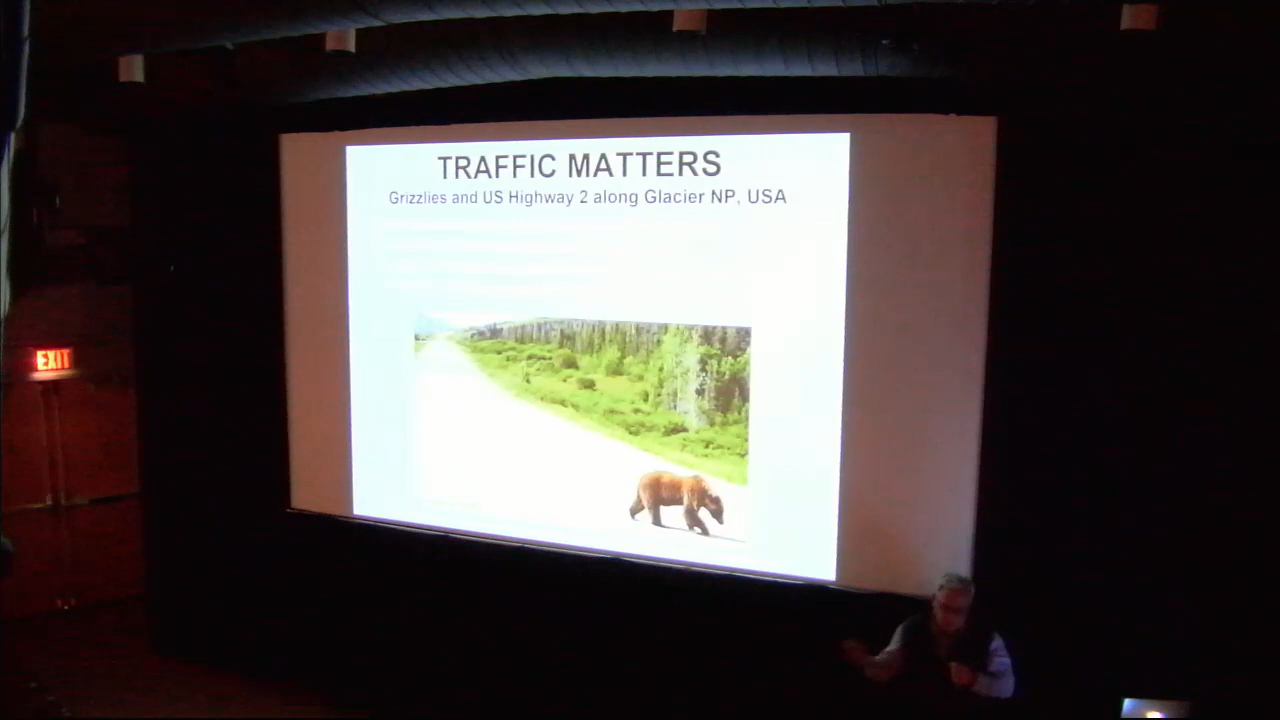 TRAFFIC MATTERS
Grizzlies and US Highway 2 along Glacier NP, USA
EXIT